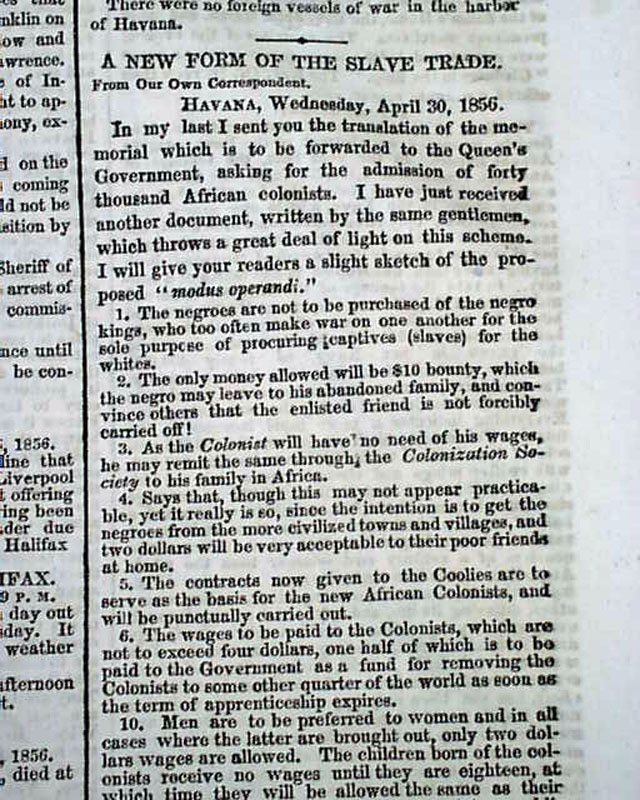 nklin on
ow and
awrence.
s of In-
ht to ap-
ony, ex-
d on the
coming
ld not be
sition by
Sheriff of
arrest of
commis-
nce until
be con-
, 1856.
line that
Liverpool
t offering
ring been
der due
Halifax
IFAX.
9 P. M.
day out
day. It
weather
afternoon
t.
, 1856.
, died at
There were no foreign vessels of war in the harbor
of Havana.
A NEW FORM OF THE SLAVE TRADE.
From Our Own Correspondent.
HAVANA, Wednesday, April 30, 1856.
In my last I sent you the translation of the me-
morial which is to be forwarded to the Queen's
Government, asking for the admission of forty
thousand African colonists. I have just received
another document, written by the same gentlemen,
which throws a great deal of light on this scheme.
I will give your readers a slight sketch of the pro-
posed "modus operandi."
1. The negroes are not to be purchased of the negro
kings, who too often make war on one another for the
sole purpose of procuring captives (slaves) for the
whites.
2. The only money allowed will be $10 bounty, which
the negro may leave to his abandoned family, and con-
vince others that the enlisted friend is not forcibly
carried off!
3. As the Colonist will have no need of his wages,
he may remit the same through the Colonization So-
ciety to his family in Africa.
4. Says that, though this may not appear practica-
ble, yet it really is so, since the intention is to get the
negroes from the more civilized towns and villages, and
two dollars will be very acceptable to their poor friends
at home.
5. The contracts now given to the Coolies are to
serve as the basis for the new African Colonists, and
will be punctually carried out.
6. The wages to be paid to the Colonists, which are
not to exceed four dollars, one half of which is to be
paid to the Government as a fund for removing the
Colonists to some other quarter of the world as soon as
the term of apprenticeship expires.
10. Men are to be preferred to women and in all
cases where the latter are brought out, only two dol-
lars wages are allowed. The children born of the col-
onists receive no wages until they are eighteen, at
which time they will be allowed the same as their